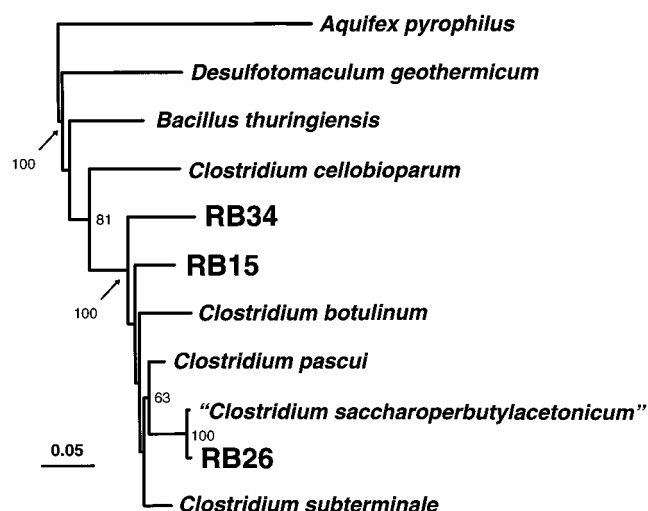 Aquifex pyrophilus
Desulfotomaculum geothermicum
Bacillus thuringiensis
100
Clostridium cellobioparum
81
RB34
RB15
100
Clostridium botulinum
Clostridium pascui
63
“Clostridium saccharoperbutylacetonicum”
100
0.05
RB26
Clostridium subterminale